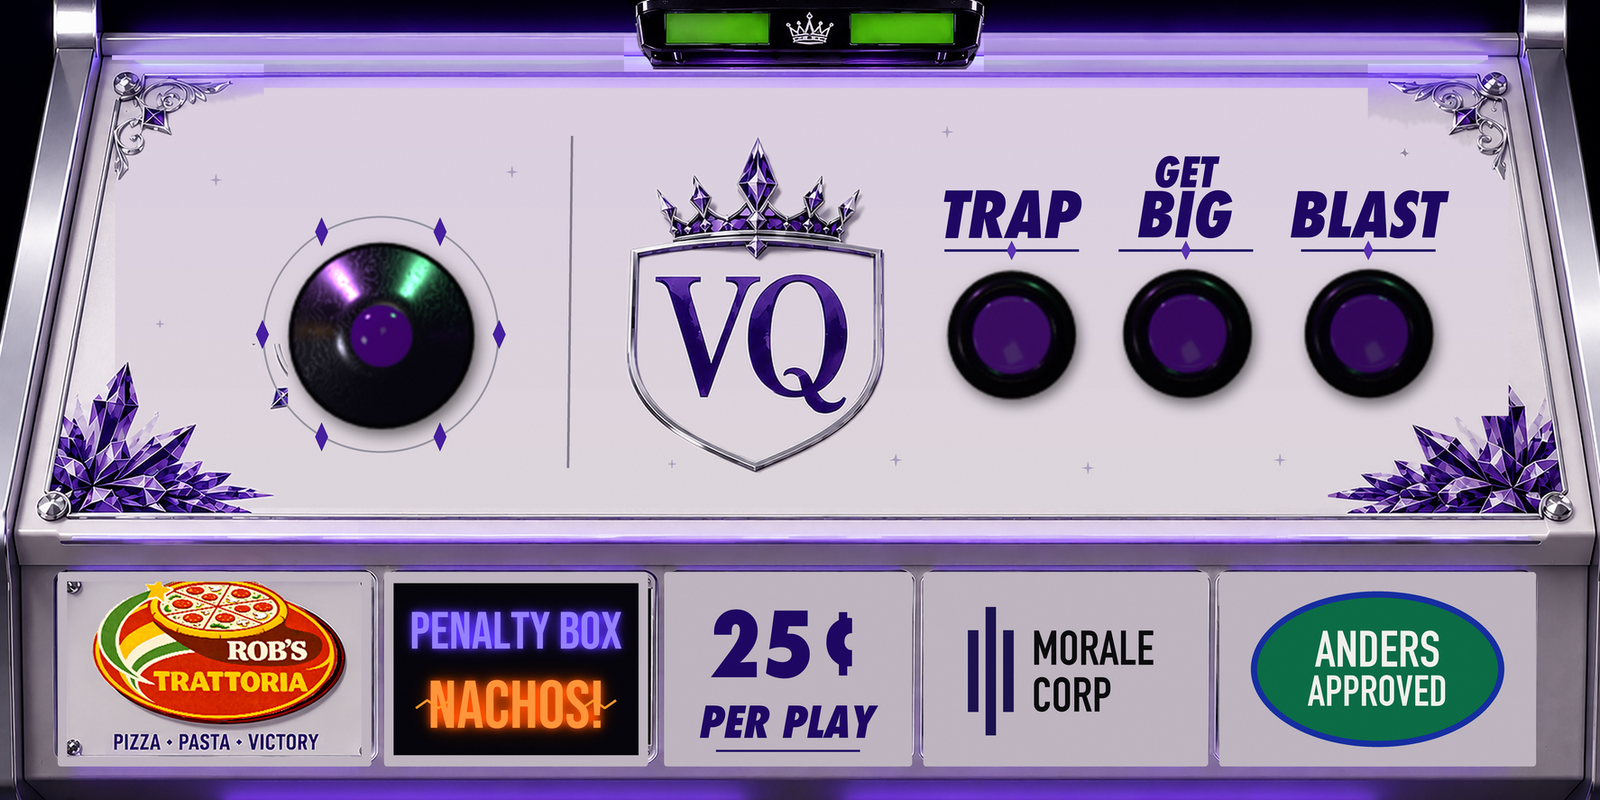 GET
TRAP BIG BLAST
VQ
ROB'S
TRATTORIA
PIZZA • PASTA • VICTORY
PENALTY BOX
NACHOS!
25¢
PER PLAY
MORALE
CORP
ANDERS
APPROVED